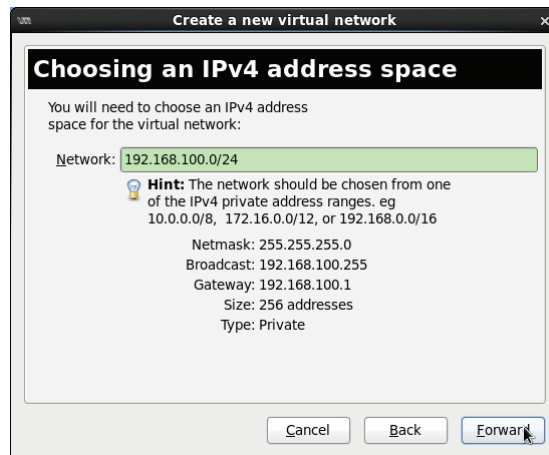 Create a new virtual network
Choosing an IPv4 address space
You will need to choose an IPv4 address
space for the virtual network:
Network: 192.168.100.0/24
Hint: The network should be chosen from one
of the IPv4 private address ranges. eg
10.0.0.0/8, 172.16.0.0/12, or 192.168.0.0/16
Netmask: 255.255.255.0
Broadcast: 192.168.100.255
Gateway: 192.168.100.1
Size: 256 addresses
Type: Private
Cancel Back Forward